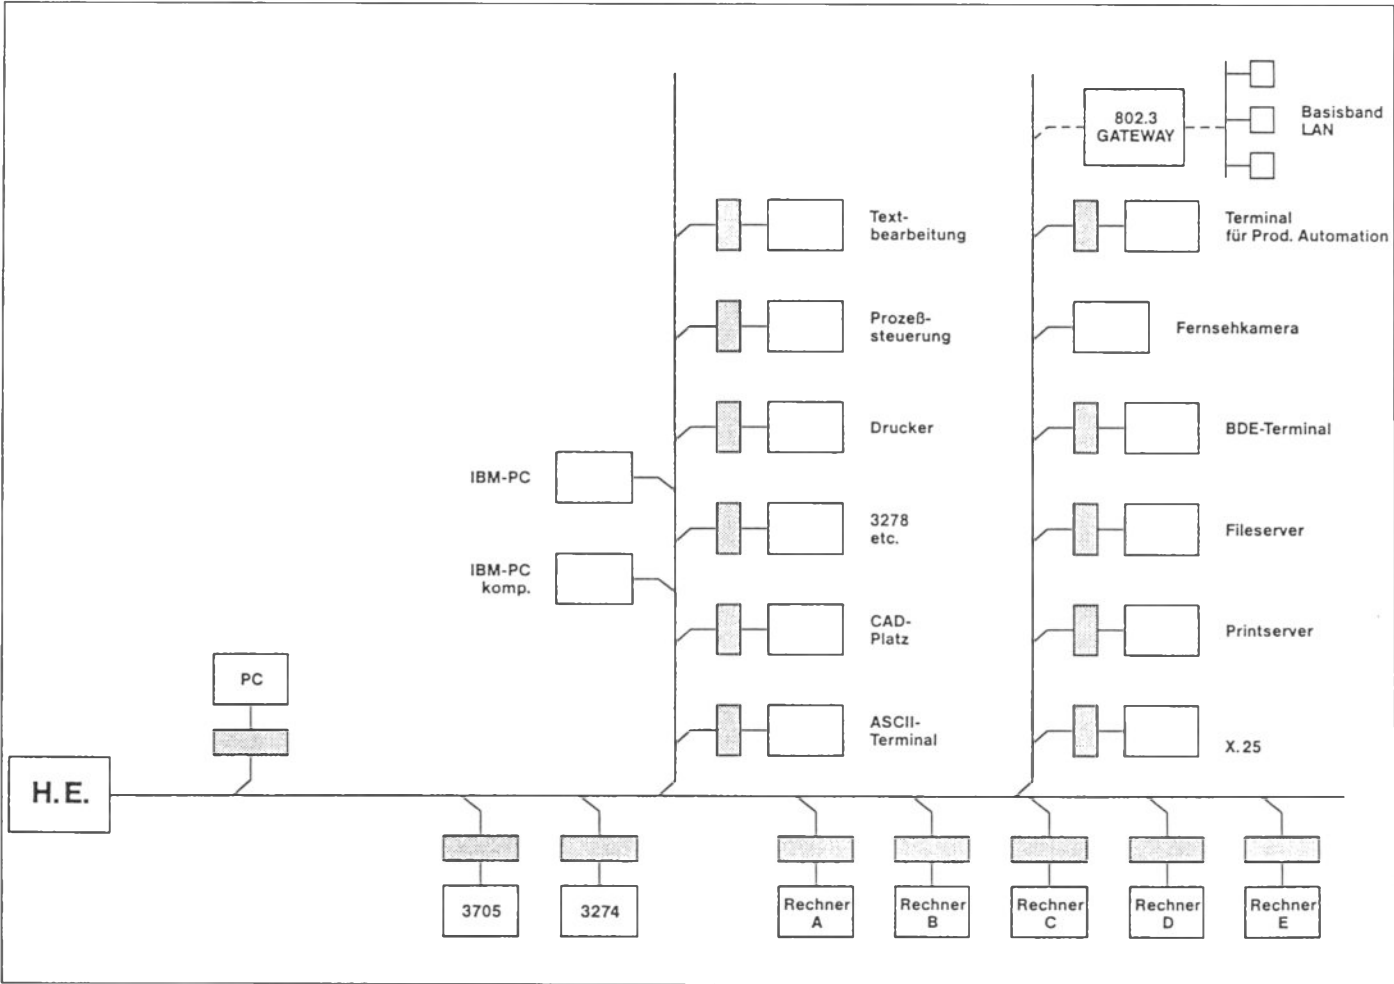 802.3
GATEWAY
Basisband
LAN
Text-
bearbeitung
Terminal
für Prod. Automation
Prozeß-
steuerung
Fernsehkamera
Drucker
BDE-Terminal
IBM-PC
3278
etc.
Fileserver
IBM-PC
komp.
CAD-
Platz
Printserver
PC
ASCII-
Terminal
X.25
H.E.
3705
3274
Rechner
A
Rechner
B
Rechner
C
Rechner
D
Rechner
E